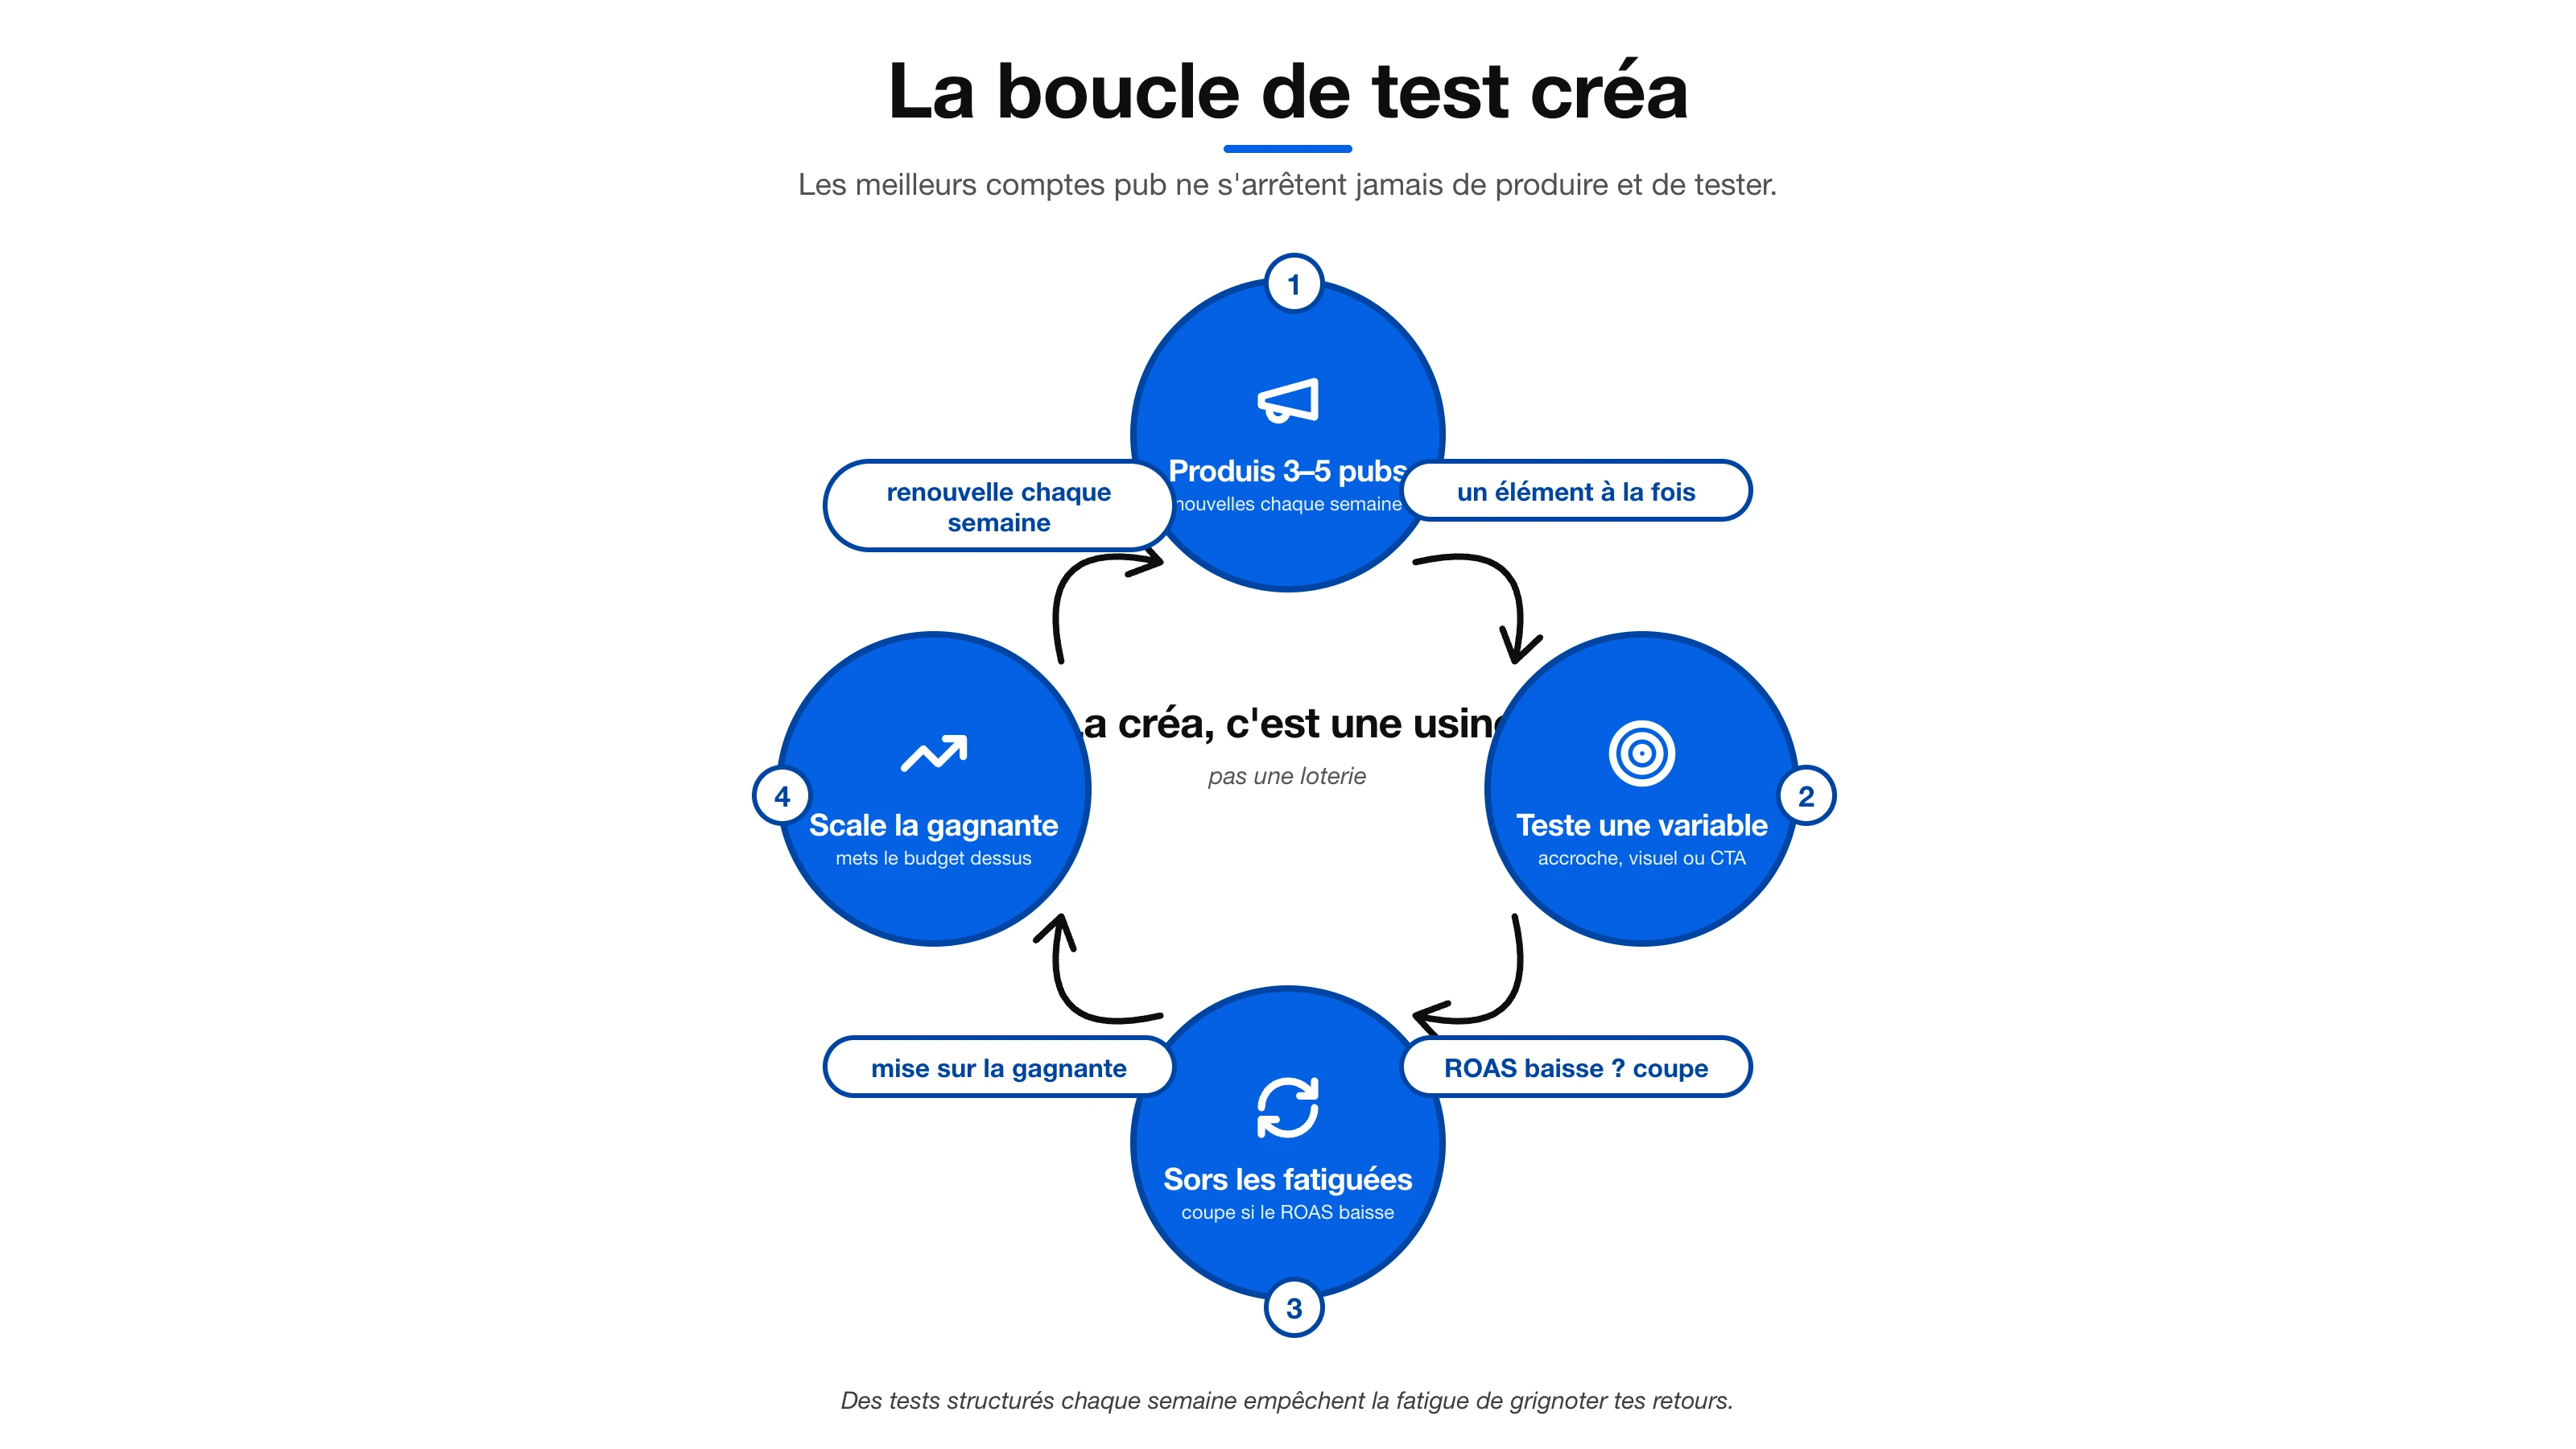 La boucle de test créa
Les meilleurs comptes pub ne s'arrêtent jamais de produire et de tester.
1
Produis 3–5 pubs
nouvelles chaque semaine
renouvelle chaque
semaine
un élément à la fois
a créa, c'est une usin
pas une loterie
2
Teste une variable
accroche, visuel ou CTA
4
Scale la gagnante
mets le budget dessus
mise sur la gagnante
ROAS baisse ? coupe
Sors les fatiguées
coupe si le ROAS baisse
3
Des tests structurés chaque semaine empêchent la fatigue de grignoter tes retours.